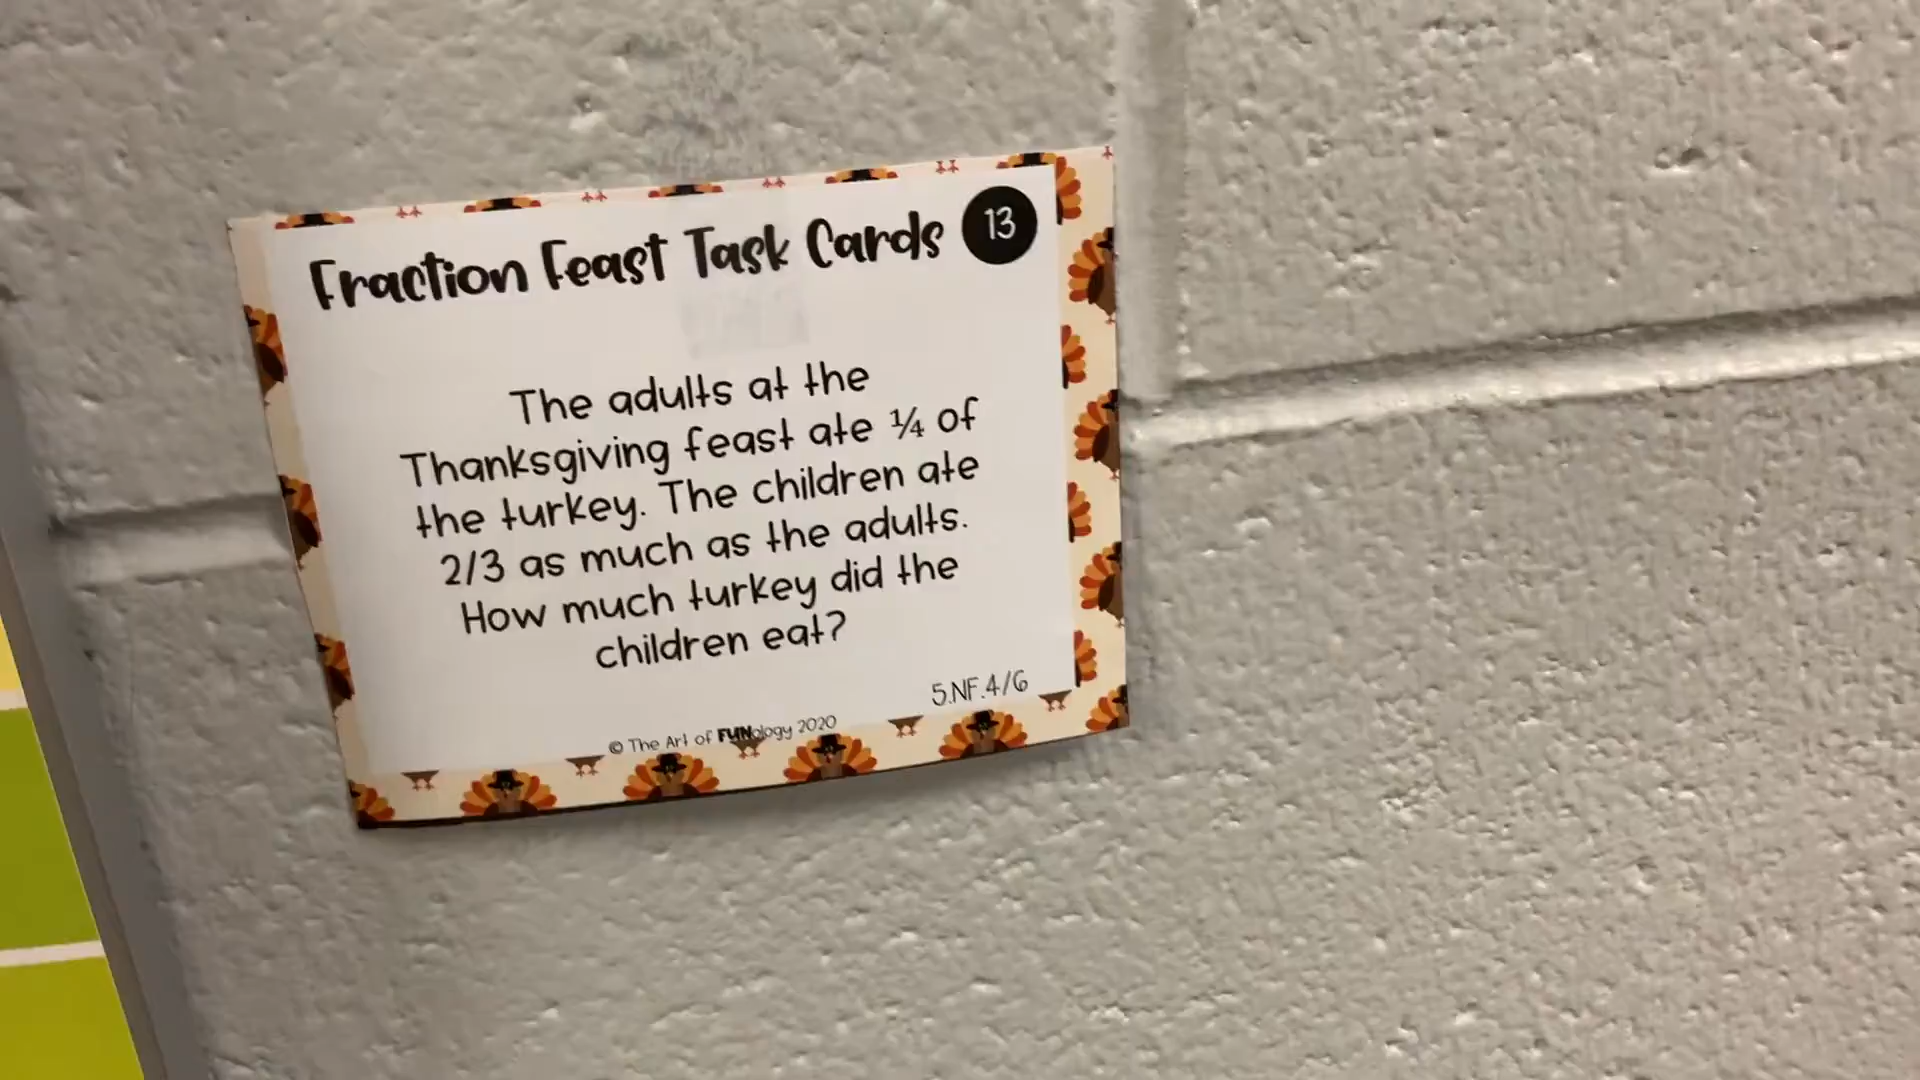 Fraction Feast Task Cards 13
The adults at the
Thanksgiving feast ate ¼ of
the turkey. The children ate
2/3 as much as the adults.
How much turkey did the
children eat?
5.NF.4/6
© The Art of FUNology 2020